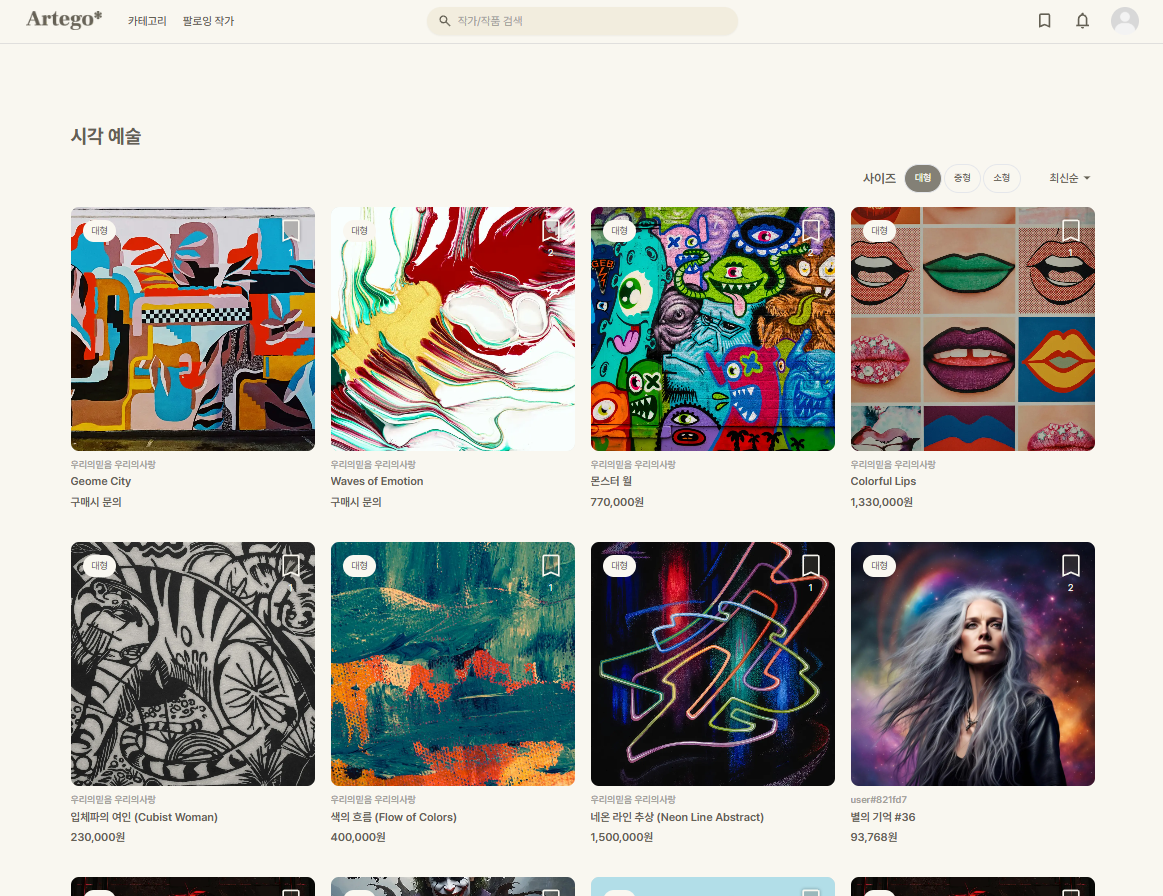 Artego*
카테고리 팔로잉 작가
작가/작품 검색
시각 예술
사이즈 대형 중형 소형 최신순
대형
1
우리의믿음 우리의사랑
Geome City
구매시 문의
대형
2
우리의믿음 우리의사랑
Waves of Emotion
구매시 문의
대형
우리의믿음 우리의사랑
몬스터 월
770,000원
대형
1
우리의믿음 우리의사랑
Colorful Lips
1,330,000원
대형
우리의믿음 우리의사랑
입체파의 여인 (Cubist Woman)
230,000원
대형
1
우리의믿음 우리의사랑
색의 흐름 (Flow of Colors)
400,000원
대형
1
우리의믿음 우리의사랑
네온 라인 추상 (Neon Line Abstract)
1,500,000원
대형
2
user#821fd7
별의 기억 #36
93,768원